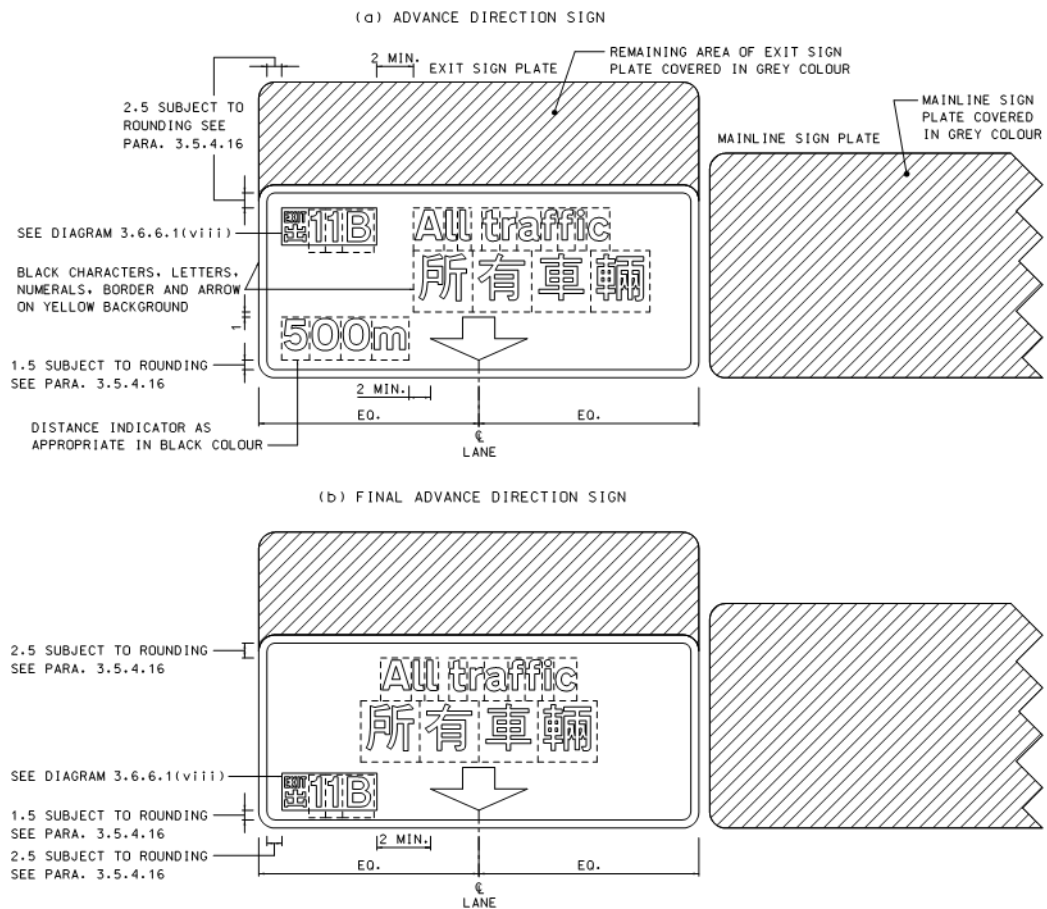 (a) ADVANCE DIRECTION SIGN
2 MIN.
EXIT SIGN PLATE
REMAINING AREA OF EXIT SIGN
PLATE COVERED IN GREY COLOUR
2.5 SUBJECT TO
ROUNDING SEE
PARA. 3.5.4.16
MAINLINE SIGN PLATE
MAINLINE SIGN
PLATE COVERED
IN GREY COLOUR
SEE DIAGRAM 3.6.6.1(viii)
EXIT
出
11B
All traffic
所有車輛
BLACK CHARACTERS, LETTERS,
NUMERALS, BORDER AND ARROW
ON YELLOW BACKGROUND
1
500m
1.5 SUBJECT TO ROUNDING
SEE PARA. 3.5.4.16
2 MIN.
EQ.
EQ.
DISTANCE INDICATOR AS
APPROPRIATE IN BLACK COLOUR
℄
LANE
(b) FINAL ADVANCE DIRECTION SIGN
2.5 SUBJECT TO ROUNDING
SEE PARA. 3.5.4.16
All traffic
所有車輛
SEE DIAGRAM 3.6.6.1(viii)
EXIT
出
11B
1.5 SUBJECT TO ROUNDING
SEE PARA. 3.5.4.16
2.5 SUBJECT TO ROUNDING
SEE PARA. 3.5.4.16
2 MIN.
EQ.
EQ.
℄
LANE